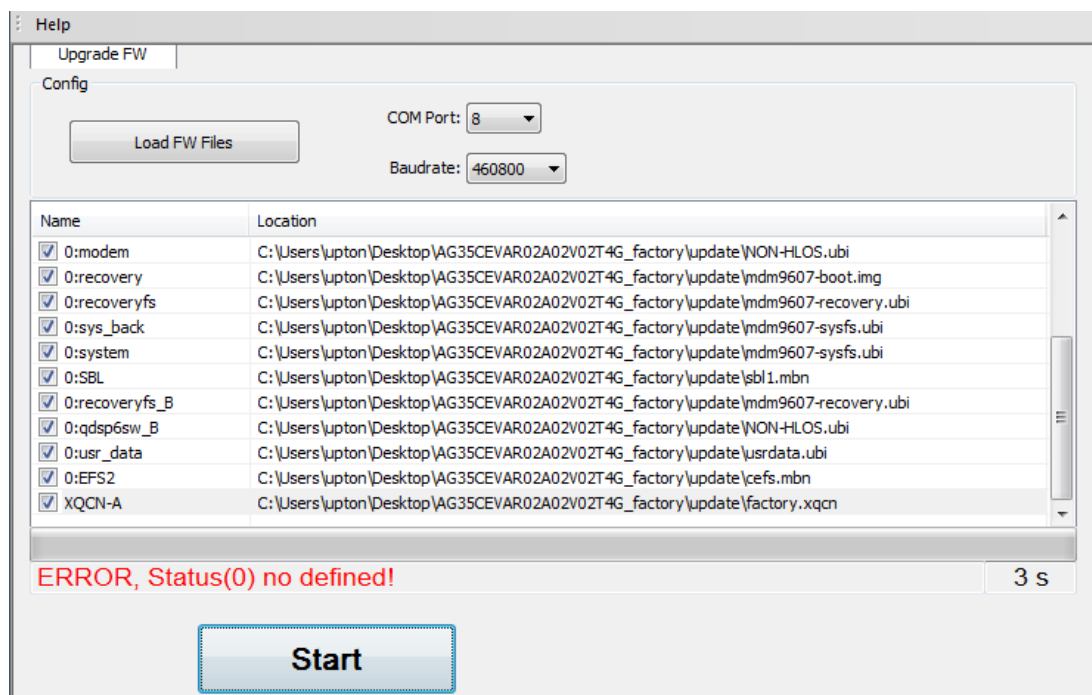 Help
Upgrade FW
Config
Load FW Files
COM Port: 8
Baudrate: 460800
Name Location
0:modem C:\Users\upton\Desktop\AG35CEVAR02A02V02T4G_factory\update\NON-HLOS.ubi
0:recovery C:\Users\upton\Desktop\AG35CEVAR02A02V02T4G_factory\update\mdm9607-boot.img
0:recoveryfs C:\Users\upton\Desktop\AG35CEVAR02A02V02T4G_factory\update\mdm9607-recovery.ubi
0:sys_back C:\Users\upton\Desktop\AG35CEVAR02A02V02T4G_factory\update\mdm9607-sysfs.ubi
0:system C:\Users\upton\Desktop\AG35CEVAR02A02V02T4G_factory\update\mdm9607-sysfs.ubi
0:SBL C:\Users\upton\Desktop\AG35CEVAR02A02V02T4G_factory\update\sbl1.mbn
0:recoveryfs_B C:\Users\upton\Desktop\AG35CEVAR02A02V02T4G_factory\update\mdm9607-recovery.ubi
0:qdsp6sw_B C:\Users\upton\Desktop\AG35CEVAR02A02V02T4G_factory\update\NON-HLOS.ubi
0:usr_data C:\Users\upton\Desktop\AG35CEVAR02A02V02T4G_factory\update\usrdata.ubi
0:EFS2 C:\Users\upton\Desktop\AG35CEVAR02A02V02T4G_factory\update\cefs.mbn
XQCN-A C:\Users\upton\Desktop\AG35CEVAR02A02V02T4G_factory\update\factory.xqcn
ERROR, Status(0) no defined! 3 s
Start